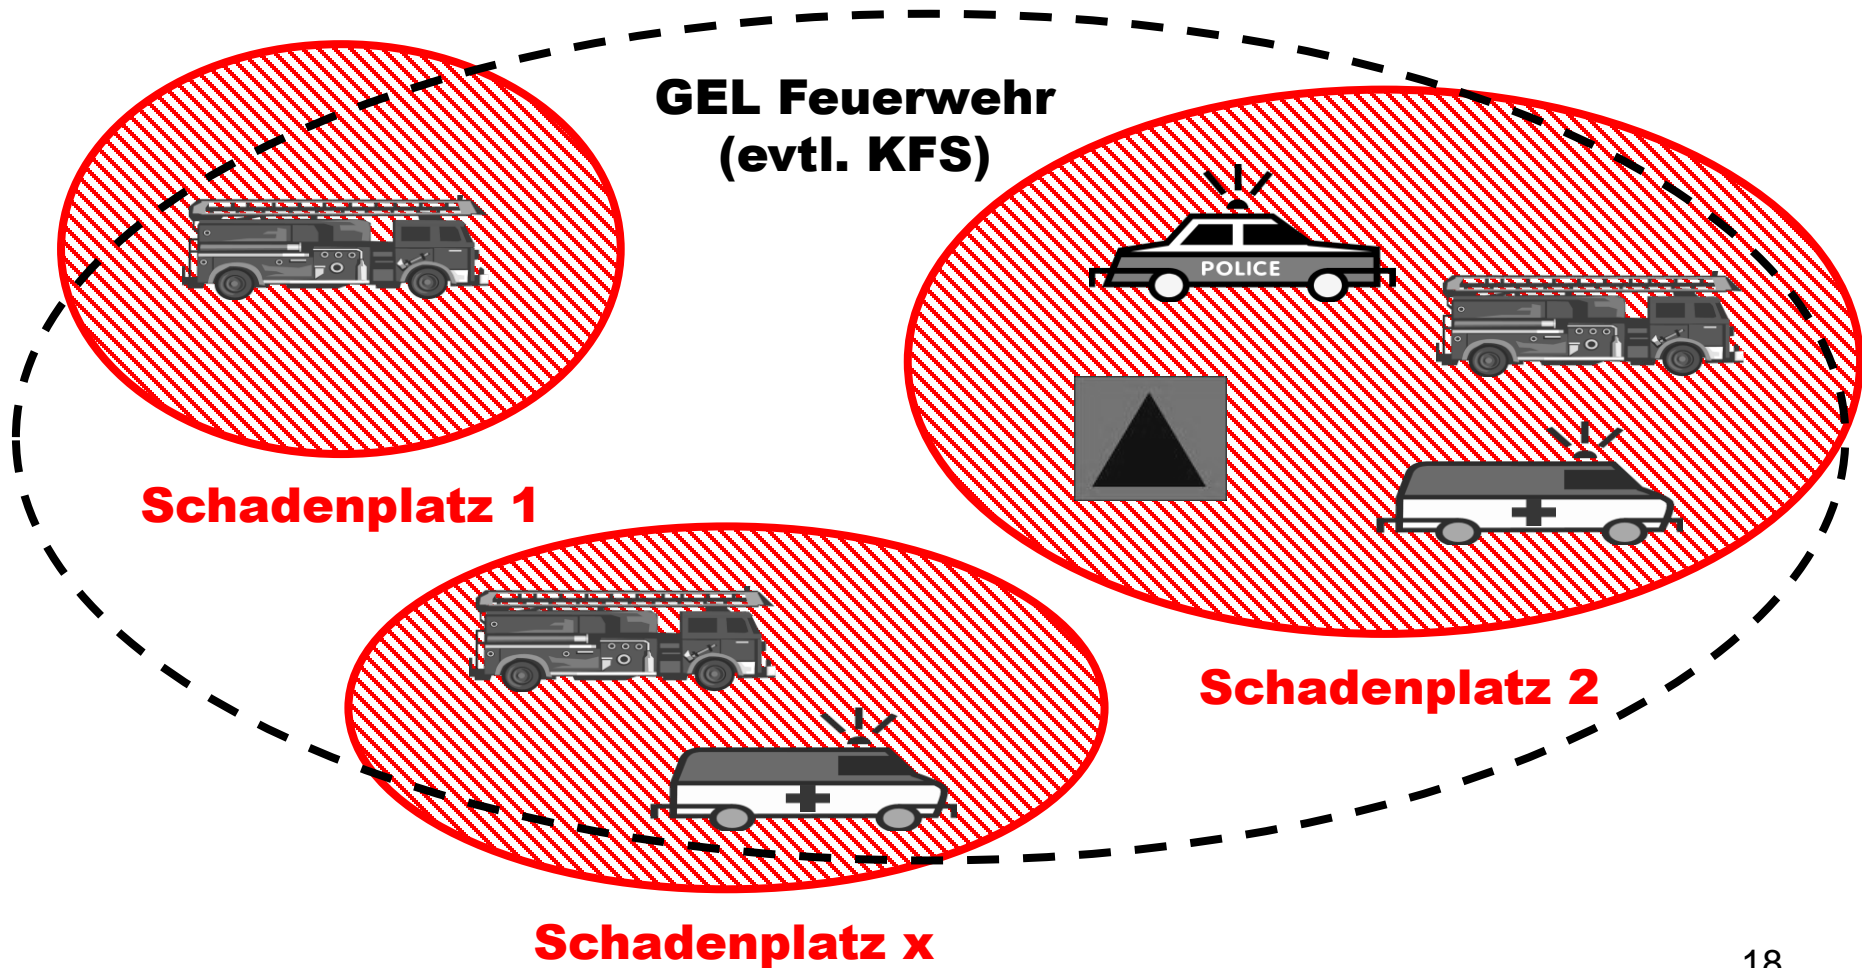 GEL Feuerwehr
(evtl. KFS)
POLICE
Schadenplatz 1
Schadenplatz 2
Schadenplatz x
18